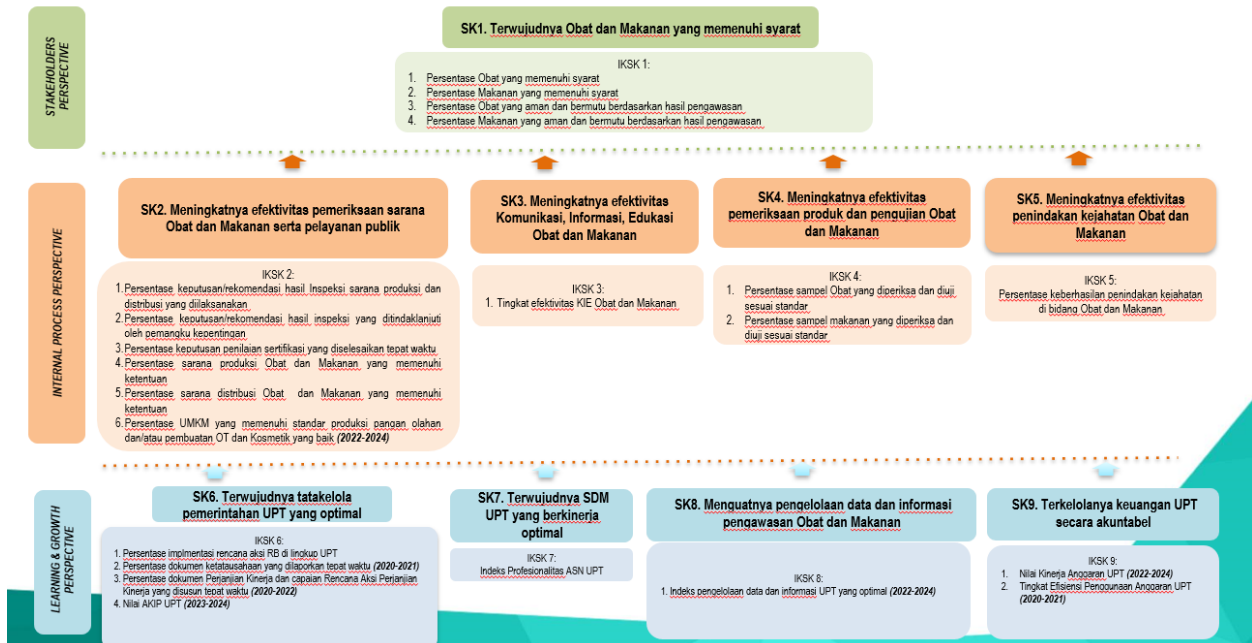 STAKEHOLDERS
PERSPECTIVE
SK1. Terwujudnya Obat dan Makanan yang memenuhi syarat
IKSK 1:
1. Persentase Obat yang memenuhi syarat
2. Persentase Makanan yang memenuhi syarat
3. Persentase Obat yang aman dan bermutu berdasarkan hasil pengawasan
4. Persentase Makanan yang aman dan bermutu berdasarkan hasil pengawasan
INTERNAL PROCESS PERSPECTIVE
SK2. Meningkatnya efektivitas pemeriksaan sarana
Obat dan Makanan serta pelayanan publik
IKSK 2:
1. Persentase keputusan/rekomendasi hasil Inspeksi sarana produksi dan
distribusi yang dilaksanakan
2. Persentase keputusan/rekomendasi hasil inspeksi yang ditindaklanjuti
oleh pemangku kepentingan
3. Persentase keputusan penilaian sertifikasi yang diselesaikan tepat waktu
4. Persentase sarana produksi Obat dan Makanan yang memenuhi
ketentuan
5. Persentase sarana distribusi Obat dan Makanan yang memenuhi
ketentuan
6. Persentase UMKM yang memenuhi standar produksi pangan olahan
dan/atau pembuatan OT dan Kosmetik yang baik (2022-2024)
SK3. Meningkatnya efektivitas
Komunikasi, Informasi, Edukasi
Obat dan Makanan
IKSK 3:
1. Tingkat efektivitas KIE Obat dan Makanan
SK4. Meningkatnya efektivitas
pemeriksaan produk dan pengujian Obat
dan Makanan
IKSK 4:
1. Persentase sampel Obat yang diperiksa dan diuji
sesuai standar
2. Persentase sampel makanan yang diperiksa dan
diuji sesuai standar
SK5. Meningkatnya efektivitas
penindakan kejahatan Obat dan
Makanan
IKSK 5:
Persentase keberhasilan penindakan kejahatan
di bidang Obat dan Makanan
LEARNING & GROWTH
PERSPECTIVE
SK6. Terwujudnya tatakelola
pemerintahan UPT yang optimal
IKSK 6:
1. Persentase implmentasi rencana aksi RB di lingkup UPT
2. Persentase dokumen ketatausahaan yang dilaporkan tepat waktu (2020-2021)
3. Persentase dokumen Perjanjian Kinerja dan capaian Rencana Aksi Perjanjian
Kinerja yang disusun tepat waktu (2020-2022)
4. Nilai AKIP UPT (2023-2024)
SK7. Terwujudnya SDM
UPT yang berkinerja
optimal
IKSK 7:
Indeks Profesionalitas ASN UPT
SK8. Menguatnya pengelolaan data dan informasi
pengawasan Obat dan Makanan
IKSK 8:
1. Indeks pengelolaan data dan informasi UPT yang optimal (2022-2024)
SK9. Terkelolanya keuangan UPT
secara akuntabel
IKSK 9:
1. Nilai Kinerja Anggaran UPT (2022-2024)
2. Tingkat Efisiensi Penggunaan Anggaran UPT
(2020-2021)